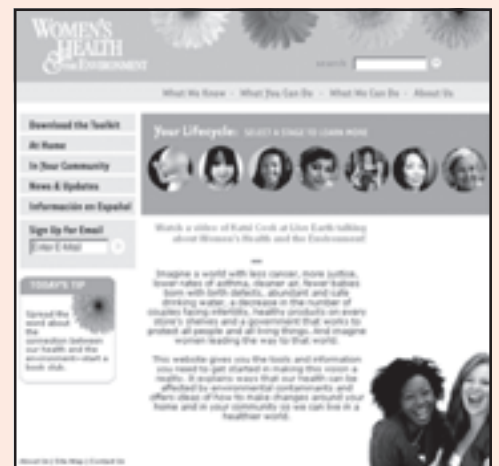 WOMEN'S
HEALTH
& THE ENVIRONMENT
search
What We Know - What You Can Do - What We Can Do - About Us
Download the Toolkit
At Home
In Your Community
News & Updates
Información en Español
Sign Up for Email
Enter E-Mail
TODAY'S TIP
Spread the
word about
the
connection between
our health and the
environment—start a
book club.
Your Lifecycle: SELECT A STAGE TO LEARN MORE
Watch a video of Cook at Live Earth talking
about Women's Health and the Environment
Imagine a world with less cancer, more justice,
lower rates of asthma, cleaner air, fewer babies
born with birth defects, abundant and safe
drinking water, a decrease in the number of
couples facing infertility, healthy products on every
store's shelves and a government that works to
protect all people and all living things. And imagine
women leading the way to that world.
This website gives you the tools and information
you need to get started in making this vision a
reality. It explains ways that our health can be
affected by environmental contaminants and
offers ideas of how to make changes around your
home and in your community so we can live in a
healthier world.
About Us | Site Map | Contact Us